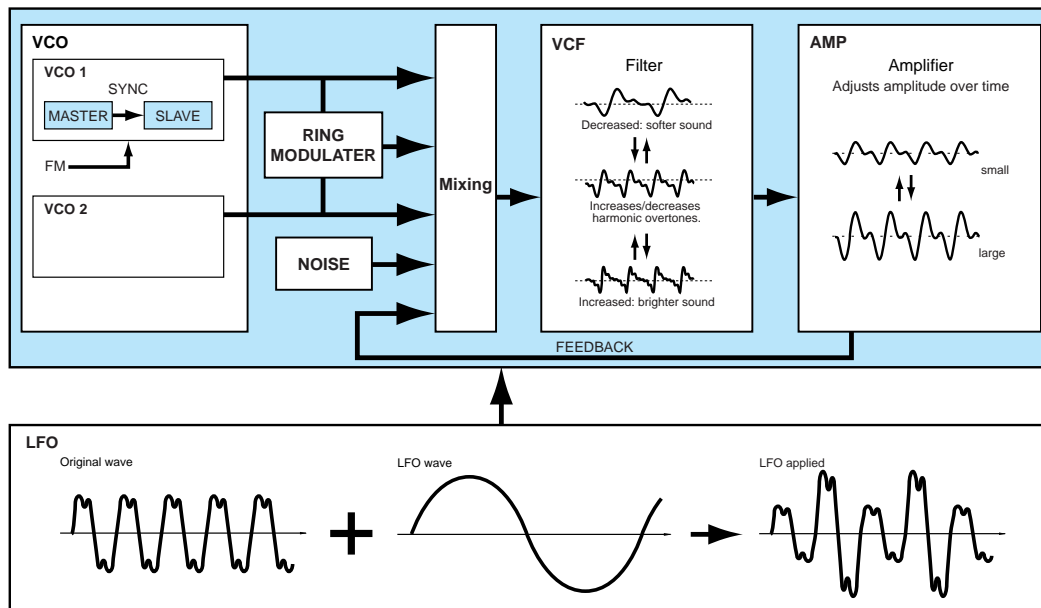 VCO
VCO 1
SYNC
MASTER
SLAVE
FM
VCO 2
RING
MODULATER
NOISE
Mixing
VCF
Filter
Decreased: softer sound
Increases/decreases
harmonic overtones.
Increased: brighter sound
AMP
Amplifier
Adjusts amplitude over time
small
large
FEEDBACK
LFO
Original wave
LFO wave
LFO applied